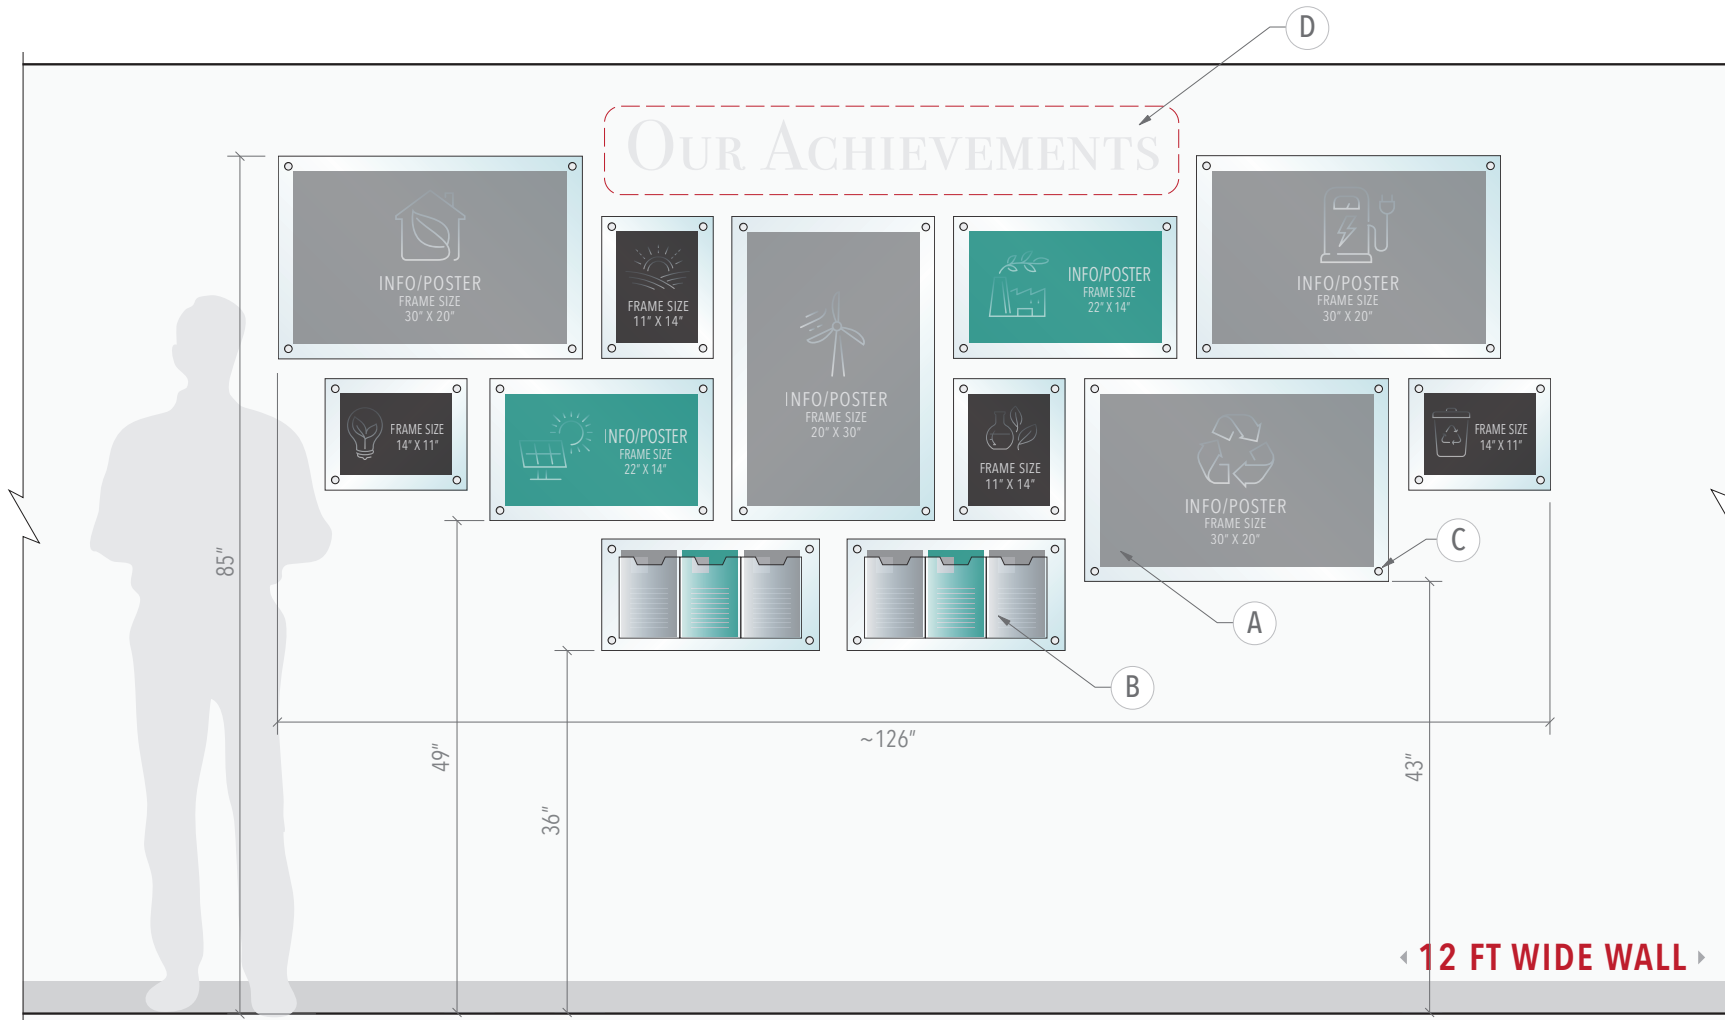 D
OUR ACHIEVEMENTS
INFO/POSTER
FRAME SIZE
30" X 20"
FRAME SIZE
11" X 14"
INFO/POSTER
FRAME SIZE
20" X 30"
INFO/POSTER
FRAME SIZE
22" X 14"
INFO/POSTER
FRAME SIZE
30" X 20"
FRAME SIZE
14" X 11"
INFO/POSTER
FRAME SIZE
22" X 14"
FRAME SIZE
11" X 14"
INFO/POSTER
FRAME SIZE
30" X 20"
FRAME SIZE
14" X 11"
C
A
B
85"
49"
36"
~126"
43"
12 FT WIDE WALL